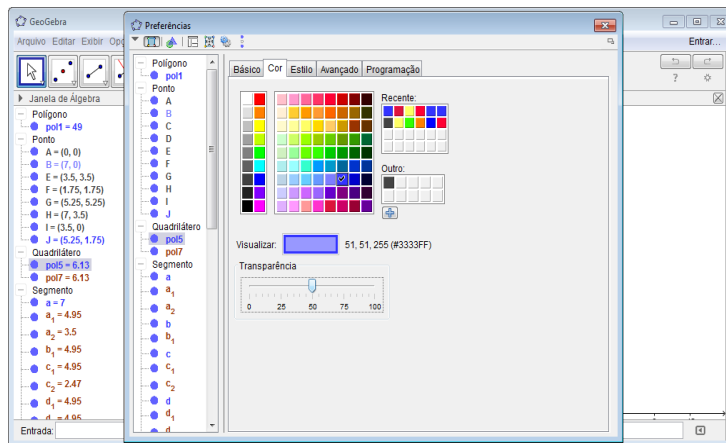 GeoGebra
Arquivo Editar Exibir Opç
Entrar...
Janela de Álgebra
Polígono
pol1 = 49
Ponto
A = (0, 0)
B = (7, 0)
E = (3.5, 3.5)
F = (1.75, 1.75)
G = (5.25, 5.25)
H = (7, 3.5)
I = (3.5, 0)
J = (5.25, 1.75)
Quadrilátero
pol5 = 6.13
pol7 = 6.13
Segmento
a = 7
a1 = 4.95
a2 = 3.5
b1 = 4.95
c1 = 4.95
c2 = 2.47
d1 = 4.95
Entrada:
Preferências
Polígono
pol1
Ponto
A
B
C
D
E
F
G
H
I
J
Quadrilátero
pol5
pol7
Segmento
a
a1
a2
b
b1
c
c1
c2
d
d1
Básico Cor Estilo Avançado Programação
Recente:
Outro:
Visualizar: 51, 51, 255 (#3333FF)
Transparência
0 25 50 75 100